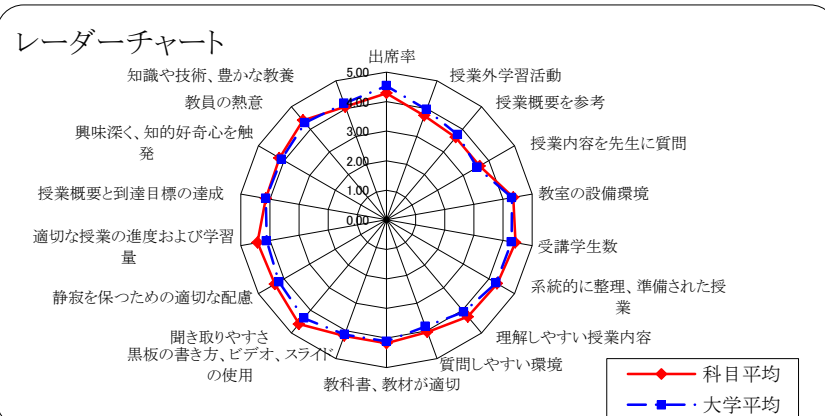 レーダーチャート
出席率
授業外学習活動
授業概要を参考
授業内容を先生に質問
教室の設備環境
受講学生数
系統的に整理、準備された授
業
理解しやすい授業内容
質問しやすい環境
教科書、教材が適切
黒板の書き方、ビデオ、スライド
の使用
聞き取りやすさ
静寂を保つための適切な配慮
適切な授業の進度および学習
量
授業概要と到達目標の達成
興味深く、知的好奇心を触
発
教員の熱意
知識や技術、豊かな教養
5.00
4.00
3.00
2.00
1.00
0.00
科目平均
大学平均